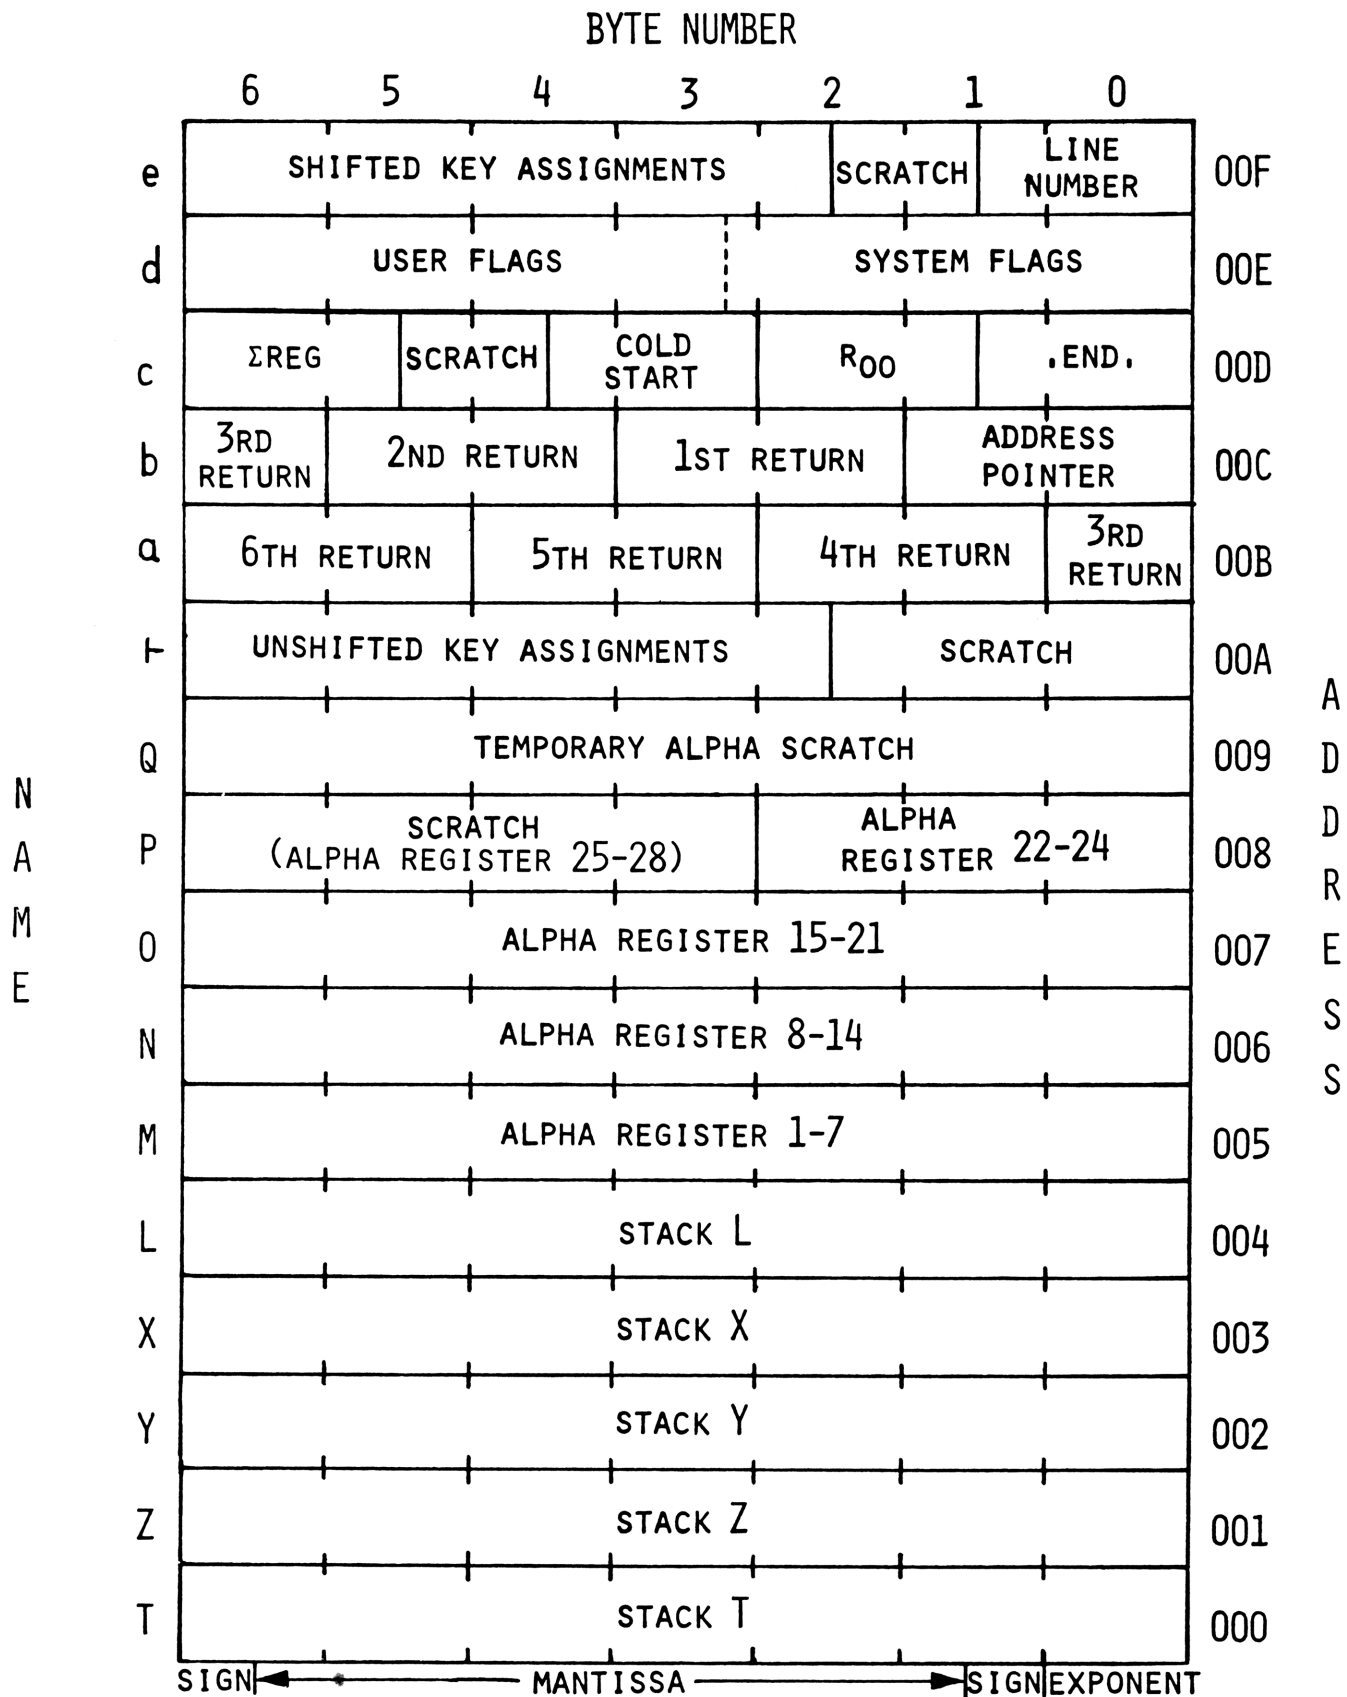 BYTE NUMBER
6 5 4 3 2 1 0
e SHIFTED KEY ASSIGNMENTS SCRATCH LINE NUMBER 00F
d USER FLAGS SYSTEM FLAGS 00E
c ΣREG SCRATCH COLD START R00 .END. 00D
b 3RD RETURN 2ND RETURN 1ST RETURN ADDRESS POINTER 00C
a 6TH RETURN 5TH RETURN 4TH RETURN 3RD RETURN 00B
⊢ UNSHIFTED KEY ASSIGNMENTS SCRATCH 00A
Q TEMPORARY ALPHA SCRATCH 009
P SCRATCH (ALPHA REGISTER 25-28) ALPHA REGISTER 22-24 008
O ALPHA REGISTER 15-21 007
N ALPHA REGISTER 8-14 006
M ALPHA REGISTER 1-7 005
L STACK L 004
X STACK X 003
Y STACK Y 002
Z STACK Z 001
T STACK T 000
SIGN MANTISSA SIGN EXPONENT
NAME
ADDRESS